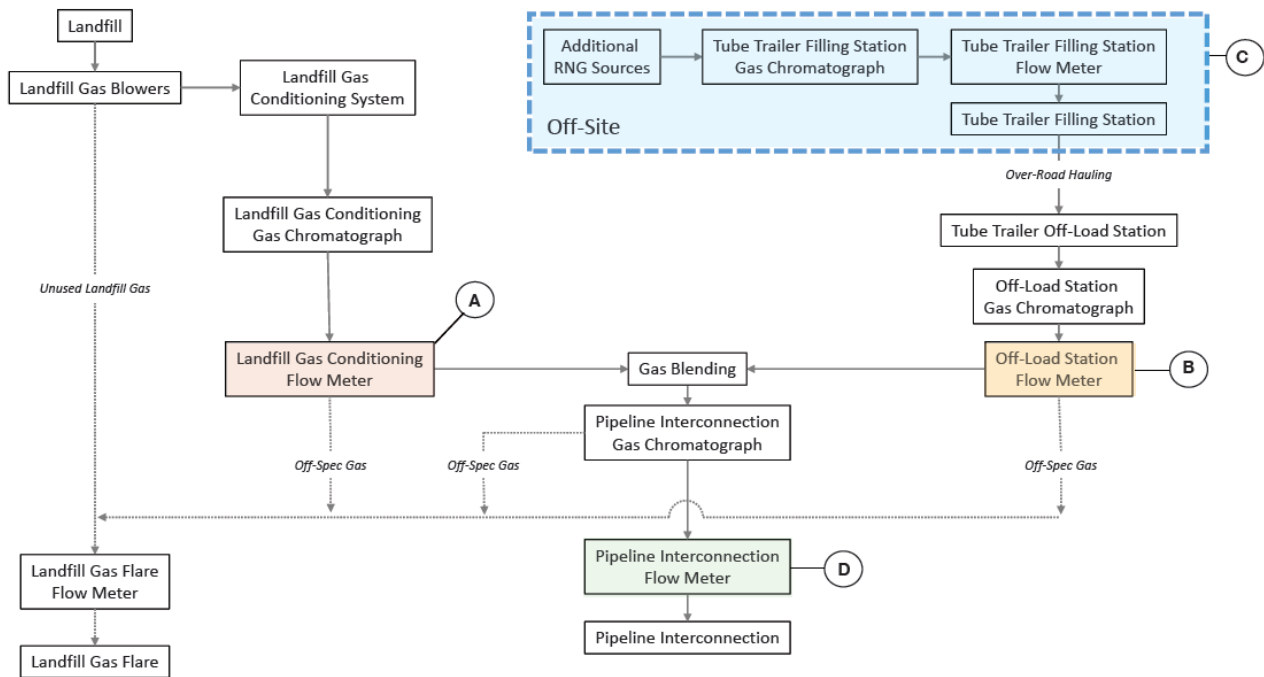 Landfill
Landfill Gas Blowers
Landfill Gas
Conditioning System
Additional
RNG Sources
Tube Trailer Filling Station
Gas Chromatograph
Tube Trailer Filling Station
Flow Meter
C
Off-Site
Tube Trailer Filling Station
Over-Road Hauling
Landfill Gas Conditioning
Gas Chromatograph
Tube Trailer Off-Load Station
Unused Landfill Gas
Off-Load Station
Gas Chromatograph
A
Landfill Gas Conditioning
Flow Meter
Gas Blending
Off-Load Station
Flow Meter
B
Pipeline Interconnection
Gas Chromatograph
Off-Spec Gas
Off-Spec Gas
Off-Spec Gas
Landfill Gas Flare
Flow Meter
Pipeline Interconnection
Flow Meter
D
Landfill Gas Flare
Pipeline Interconnection